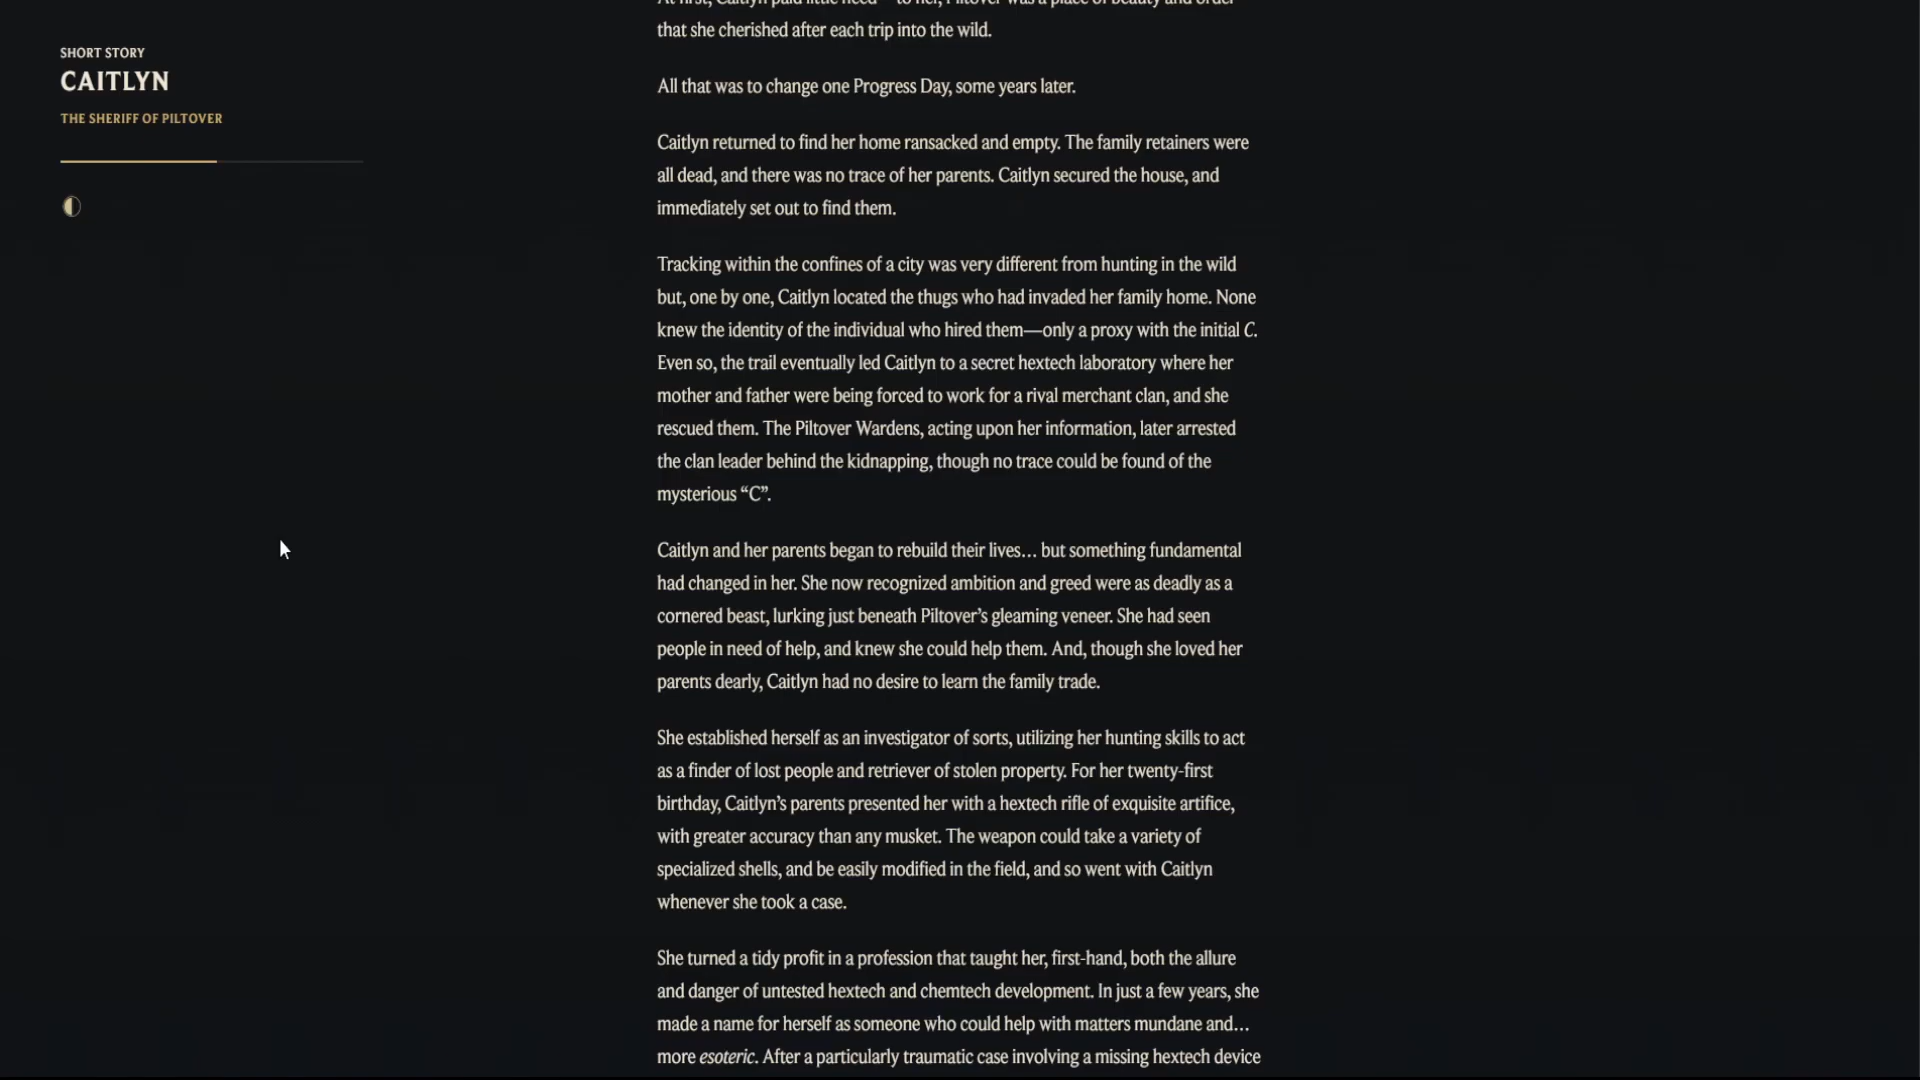 SHORT STORY
CAITLYN
THE SHERIFF OF PILTOVER
At first, Caitlyn paid little heed—to her, Piltover was a place of beauty and order
that she cherished after each trip into the wild.
All that was to change one Progress Day, some years later.
Caitlyn returned to find her home ransacked and empty. The family retainers were
all dead, and there was no trace of her parents. Caitlyn secured the house, and
immediately set out to find them.
Tracking within the confines of a city was very different from hunting in the wild
but, one by one, Caitlyn located the thugs who had invaded her family home. None
knew the identity of the individual who hired them—only a proxy with the initial C.
Even so, the trail eventually led Caitlyn to a secret hextech laboratory where her
mother and father were being forced to work for a rival merchant clan, and she
rescued them. The Piltover Wardens, acting upon her information, later arrested
the clan leader behind the kidnapping, though no trace could be found of the
mysterious “C”.
Caitlyn and her parents began to rebuild their lives… but something fundamental
had changed in her. She now recognized ambition and greed were as deadly as a
cornered beast, lurking just beneath Piltover’s gleaming veneer. She had seen
people in need of help, and knew she could help them. And, though she loved her
parents dearly, Caitlyn had no desire to learn the family trade.
She established herself as an investigator of sorts, utilizing her hunting skills to act
as a finder of lost people and retriever of stolen property. For her twenty-first
birthday, Caitlyn’s parents presented her with a hextech rifle of exquisite artifice,
with greater accuracy than any musket. The weapon could take a variety of
specialized shells, and be easily modified in the field, and so went with Caitlyn
whenever she took a case.
She turned a tidy profit in a profession that taught her, first-hand, both the allure
and danger of untested hextech and chemtech development. In just a few years, she
made a name for herself as someone who could help with matters mundane and…
more esoteric. After a particularly traumatic case involving a missing hextech device